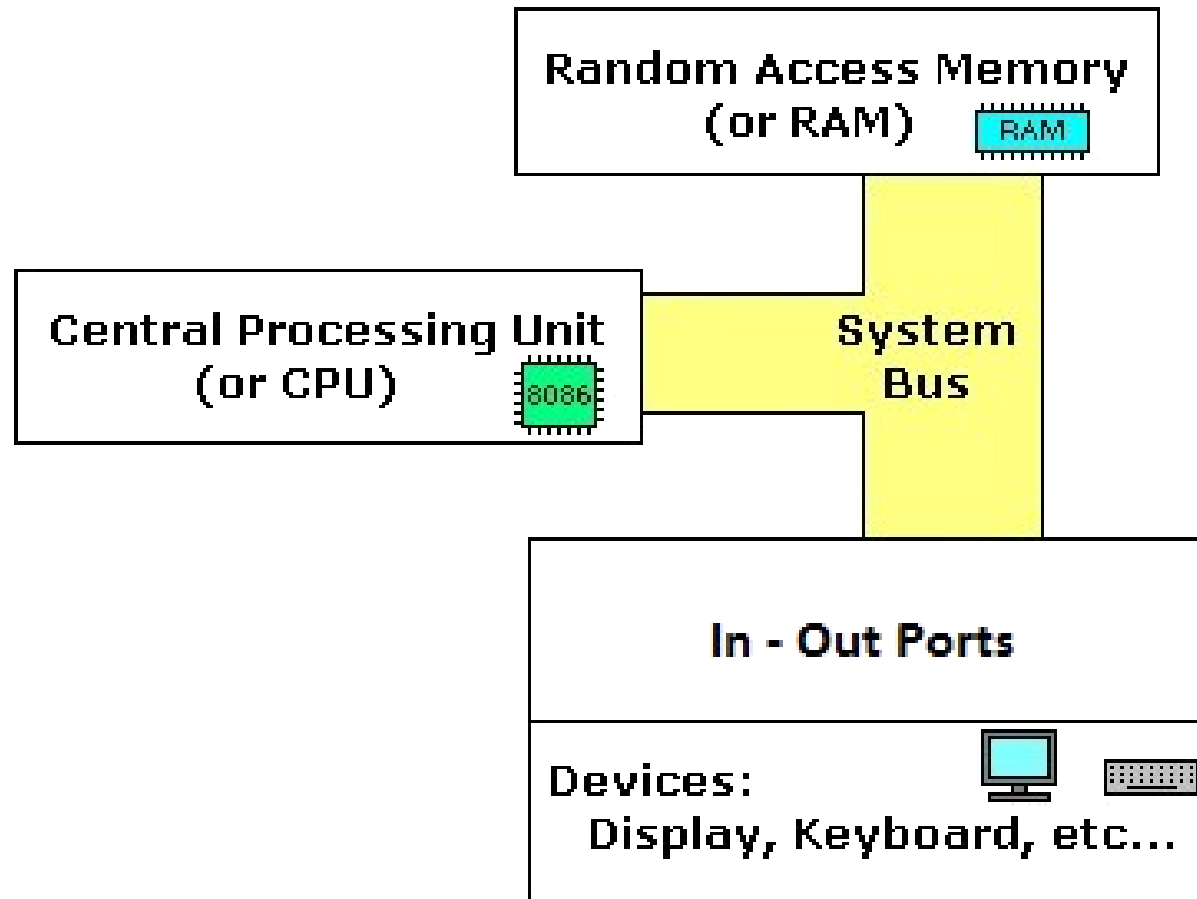 Random Access Memory
(or RAM)
RAM
Central Processing Unit
(or CPU)
8086
System
Bus
In - Out Ports
Devices:
Display, Keyboard, etc...